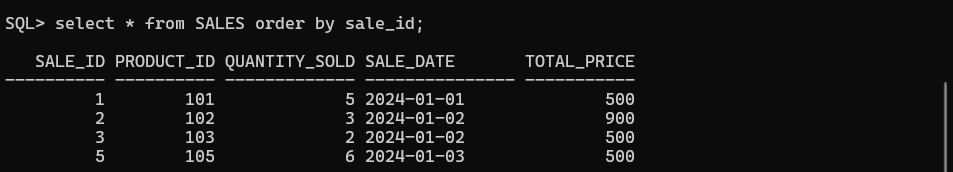 SQL> select * from SALES order by sale_id;
SALE_ID PRODUCT_ID QUANTITY_SOLD SALE_DATE TOTAL_PRICE
---------- ---------- ------------- --------------- -----------
1 101 5 2024-01-01 500
2 102 3 2024-01-02 900
3 103 2 2024-01-02 500
5 105 6 2024-01-03 500